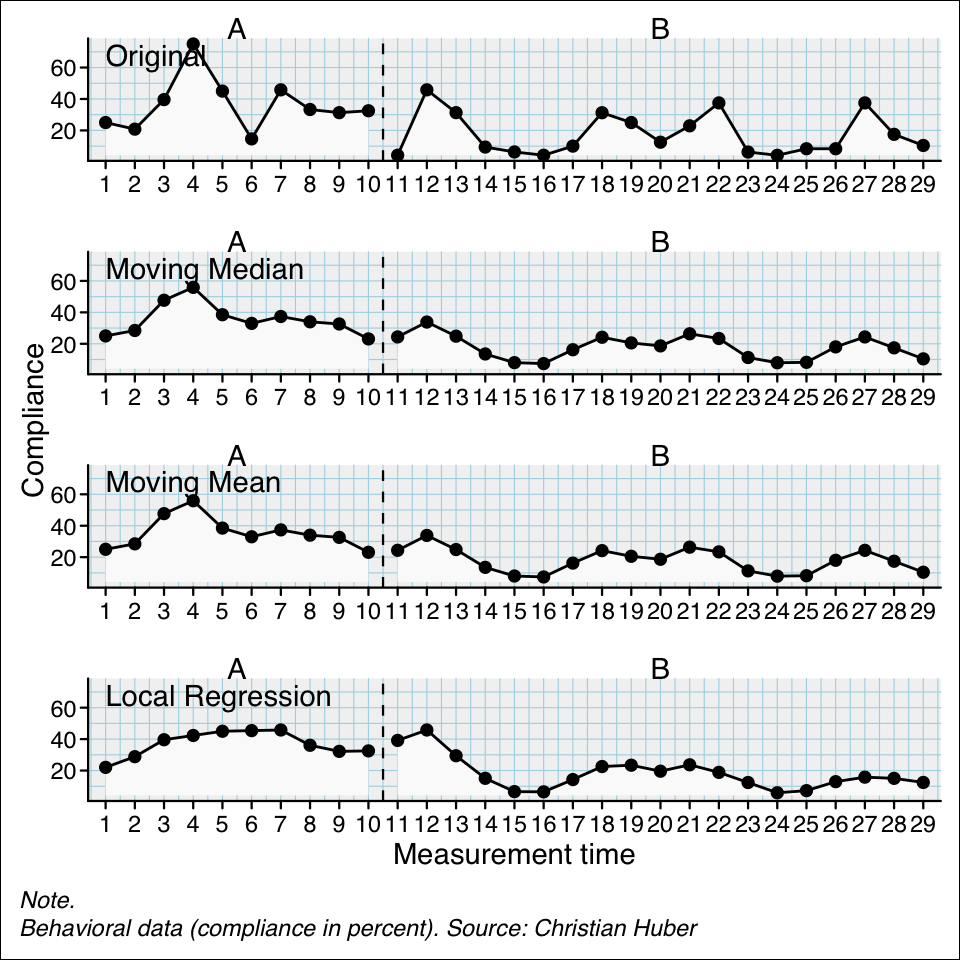 A B
Original
60
40
20
1 2 3 4 5 6 7 8 9 10 11 12 13 14 15 16 17 18 19 20 21 22 23 24 25 26 27 28 29
A B
Moving Median
60
40
20
1 2 3 4 5 6 7 8 9 10 11 12 13 14 15 16 17 18 19 20 21 22 23 24 25 26 27 28 29
Compliance
A B
Moving Mean
60
40
20
1 2 3 4 5 6 7 8 9 10 11 12 13 14 15 16 17 18 19 20 21 22 23 24 25 26 27 28 29
A B
Local Regression
60
40
20
1 2 3 4 5 6 7 8 9 10 11 12 13 14 15 16 17 18 19 20 21 22 23 24 25 26 27 28 29
Measurement time
Note.
Behavioral data (compliance in percent). Source: Christian Huber